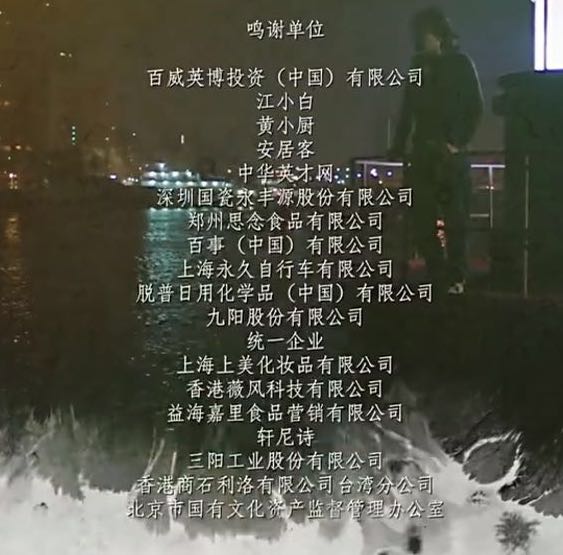 鸣谢单位
百威英博投资（中国）有限公司
江小白
黄小厨
安居客
中华英才网
深圳国瓷永丰源股份有限公司
郑州思念食品有限公司
百事（中国）有限公司
上海永久自行车有限公司
脱普日用化学品（中国）有限公司
九阳股份有限公司
统一企业
上海上美化妆品有限公司
香港薇风科技有限公司
益海嘉里食品营销有限公司
轩尼诗
三阳工业股份有限公司
香港商石利洛有限公司台湾分公司
北京市国有文化资产监督管理办公室